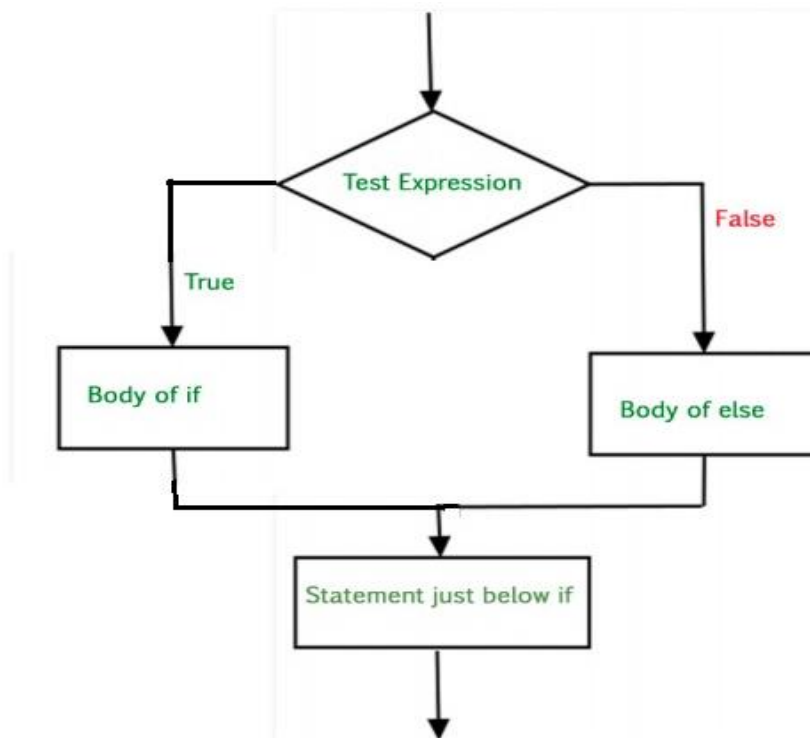 Test Expression
False
True
Body of if
Body of else
Statement just below if